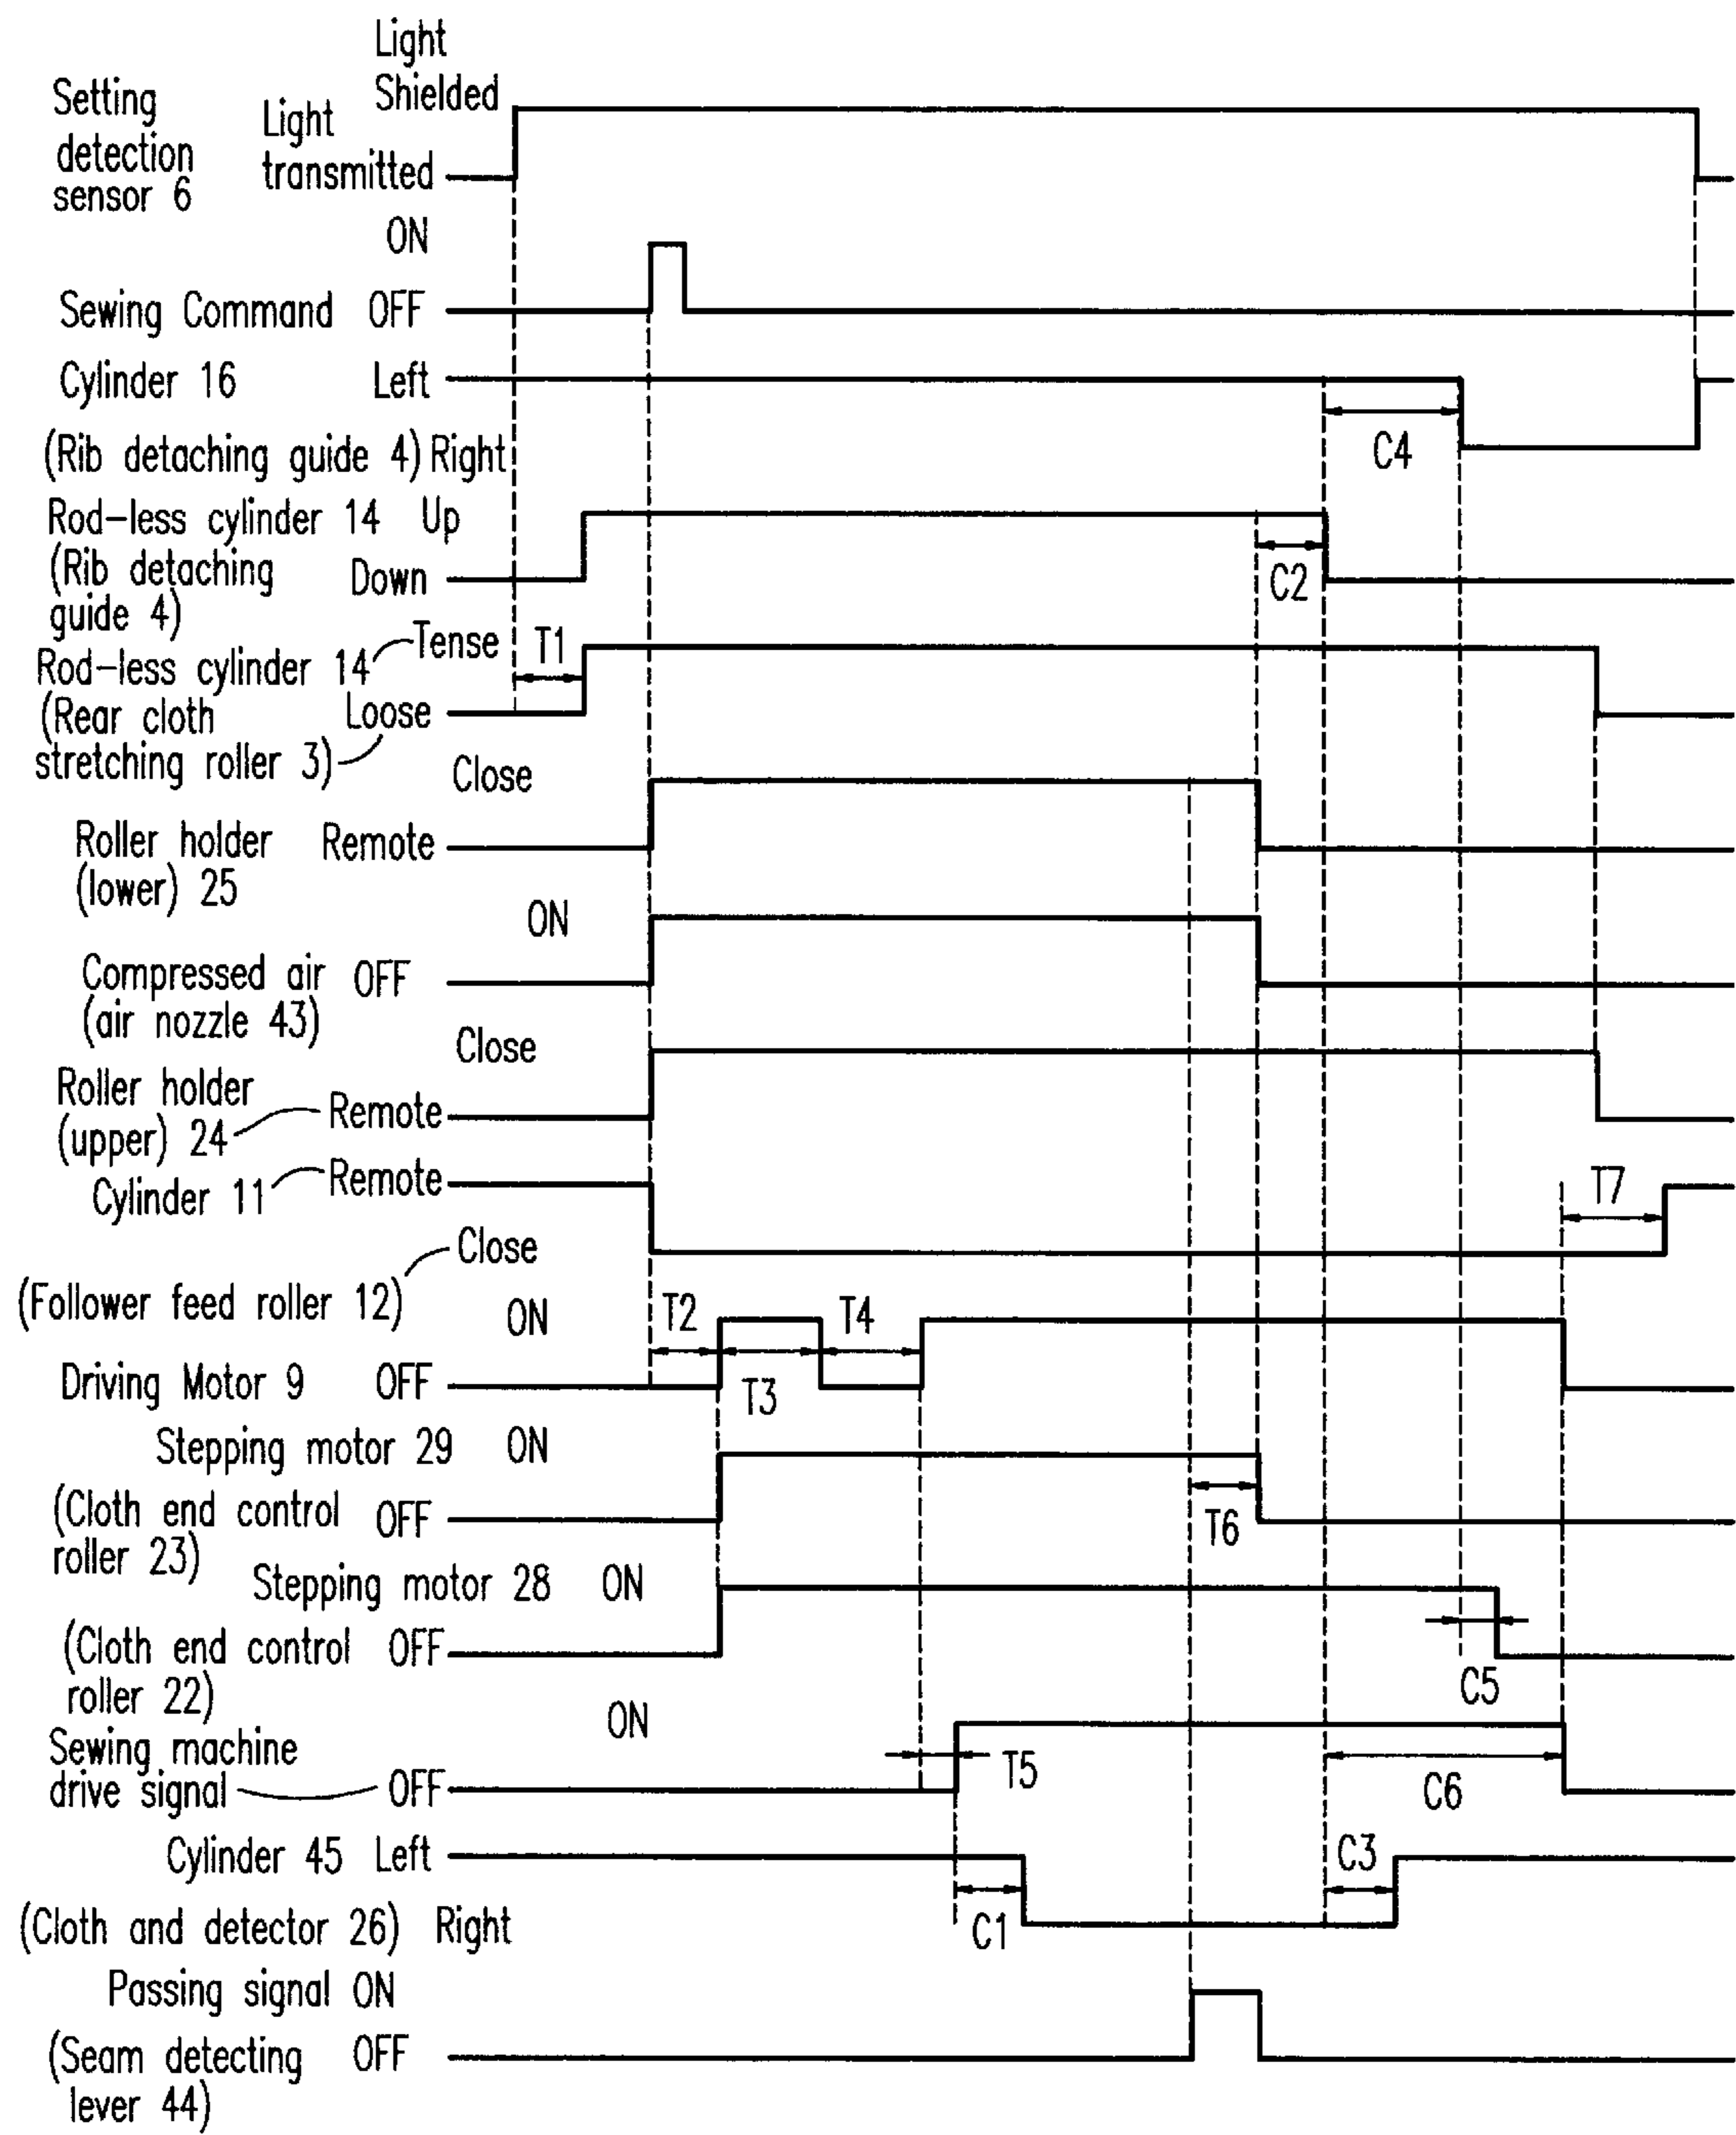 Light
Shielded
Setting
detection
sensor 6
Light
transmitted
ON
Sewing Command OFF
Cylinder 16 Left
C4
(Rib detaching guide 4) Right
Rod-less cylinder 14 Up
(Rib detaching
guide 4)
Down
C2
Tense
T1
Rod-less cylinder 14
(Rear cloth
stretching roller 3)
Loose
Close
Roller holder
(lower) 25
Remote
ON
Compressed air
(air nozzle 43)
OFF
Close
Roller holder
(upper) 24
Remote
Cylinder 11 Remote
T7
Close
(Follower feed roller 12)
ON
T2
T4
Driving Motor 9 OFF
T3
Stepping motor 29 ON
(Cloth end control
roller 23)
OFF
T6
Stepping motor 28 ON
(Cloth end control
roller 22)
OFF
C5
ON
Sewing machine
drive signal
OFF
T5
C6
Cylinder 45 Left
C3
(Cloth and detector 26) Right
C1
Passing signal ON
(Seam detecting
lever 44)
OFF